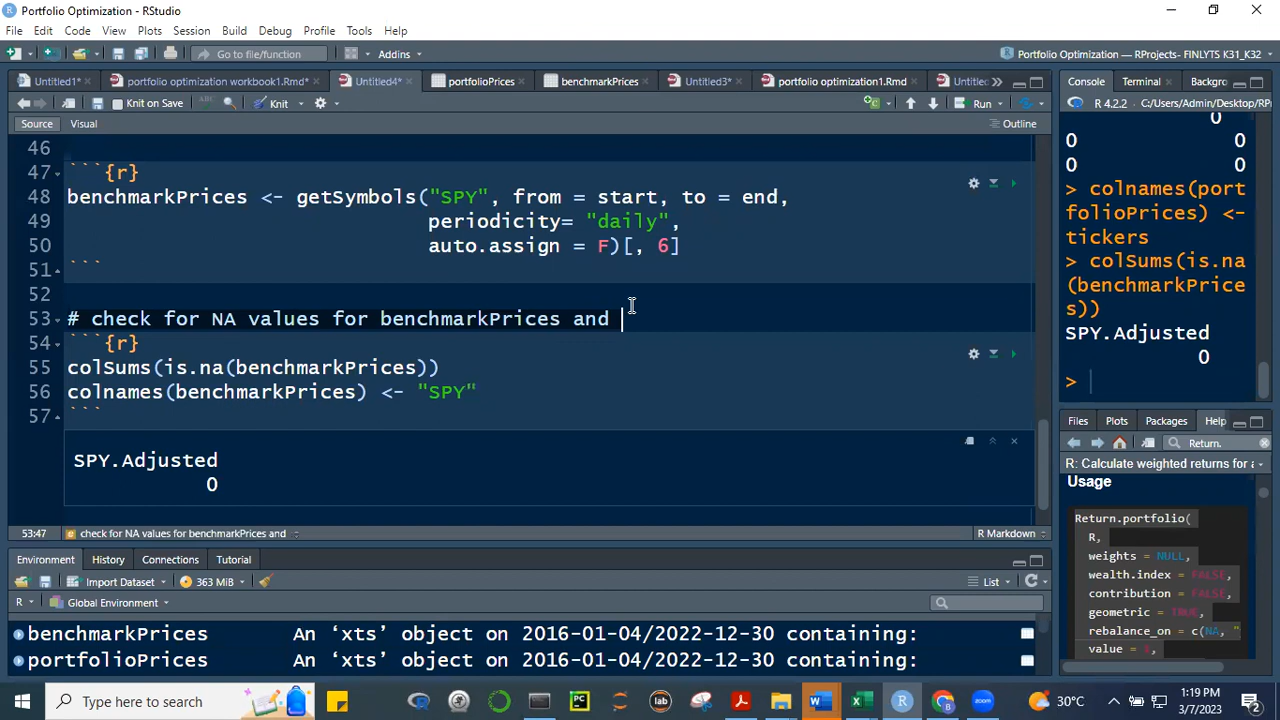 Portfolio Optimization - RStudio
File Edit Code View Plots Session Build Debug Profile Tools Help
Go to file/function Addins Portfolio Optimization — RProjects- FINLYTS K31_K32
Untitled1* portfolio optimization workbook1.Rmd* Untitled4* portfolioPrices benchmarkPrices Untitled3* portfolio optimization1.Rmd Untitle
Knit on Save ABC Knit Run
Source Visual Outline
46
47 ```{r}
48 benchmarkPrices <- getSymbols("SPY", from = start, to = end,
49 periodicity= "daily",
50 auto.assign = F)[, 6]
51 ```
52
53 # check for NA values for benchmarkPrices and
54 ```{r}
55 colSums(is.na(benchmarkPrices))
56 colnames(benchmarkPrices) <- "SPY"
57 ```
SPY.Adjusted
0
53:47 check for NA values for benchmarkPrices and R Markdown
Environment History Connections Tutorial
Import Dataset 363 MiB List
R Global Environment
benchmarkPrices An ‘xts’ object on 2016-01-04/2022-12-30 containing:
portfolioPrices An ‘xts’ object on 2016-01-04/2022-12-30 containing:
Console Terminal Backgro
R 4.2.2 C:/Users/Admin/Desktop/RP
0
0 0
0 0
> colnames(port
folioPrices) <-
tickers
> colSums(is.na
(benchmarkPrice
s))
SPY.Adjusted
0
>
Files Plots Packages Help
Return.
R: Calculate weighted returns for a
Usage
Return.portfolio(
R,
weights = NULL,
wealth.index = FALSE,
contribution = FALSE,
geometric = TRUE,
rebalance_on = c(NA, "
value = 1,
Type here to search
PC
lab
30°C
1:19 PM
3/7/2023
2